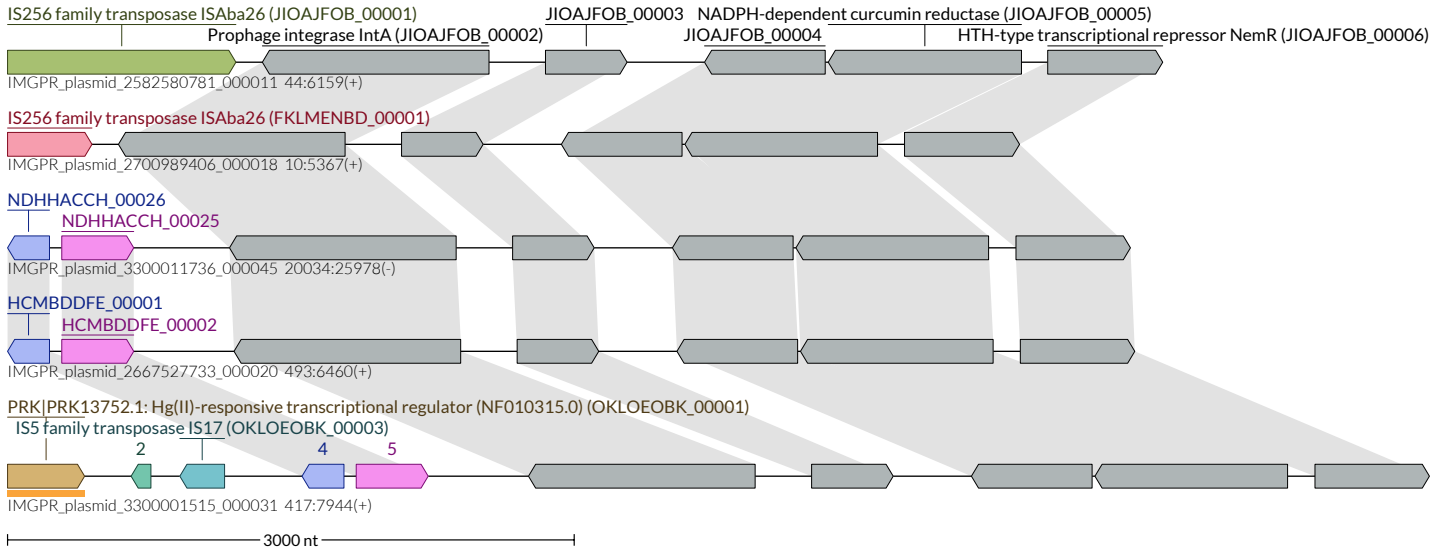 IS256 family transposase ISAba26 (JIOAJFOB_00001)
JIOAJFOB_00003
NADPH-dependent curcumin reductase (JIOAJFOB_00005)
Prophage integrase IntA (JIOAJFOB_00002)
JIOAJFOB_00004
HTH-type transcriptional repressor NemR (JIOAJFOB_00006)
IMGPR_plasmid_2582580781_000011 44:6159(+)
IS256 family transposase ISAba26 (FKLMENBD_00001)
IMGPR_plasmid_2700989406_000018 10:5367(+)
NDHHACCH_00026
NDHHACCH_00025
IMGPR_plasmid_3300011736_000045 20034:25978(-)
HCMBDDFE_00001
HCMBDDFE_00002
IMGPR_plasmid_2667527733_000020 493:6460(+)
PRK|PRK13752.1: Hg(II)-responsive transcriptional regulator (NF010315.0) (OKLOEOBK_00001)
IS5 family transposase IS17 (OKLOEOBK_00003)
2
4
5
IMGPR_plasmid_3300001515_000031 417:7944(+)
3000 nt